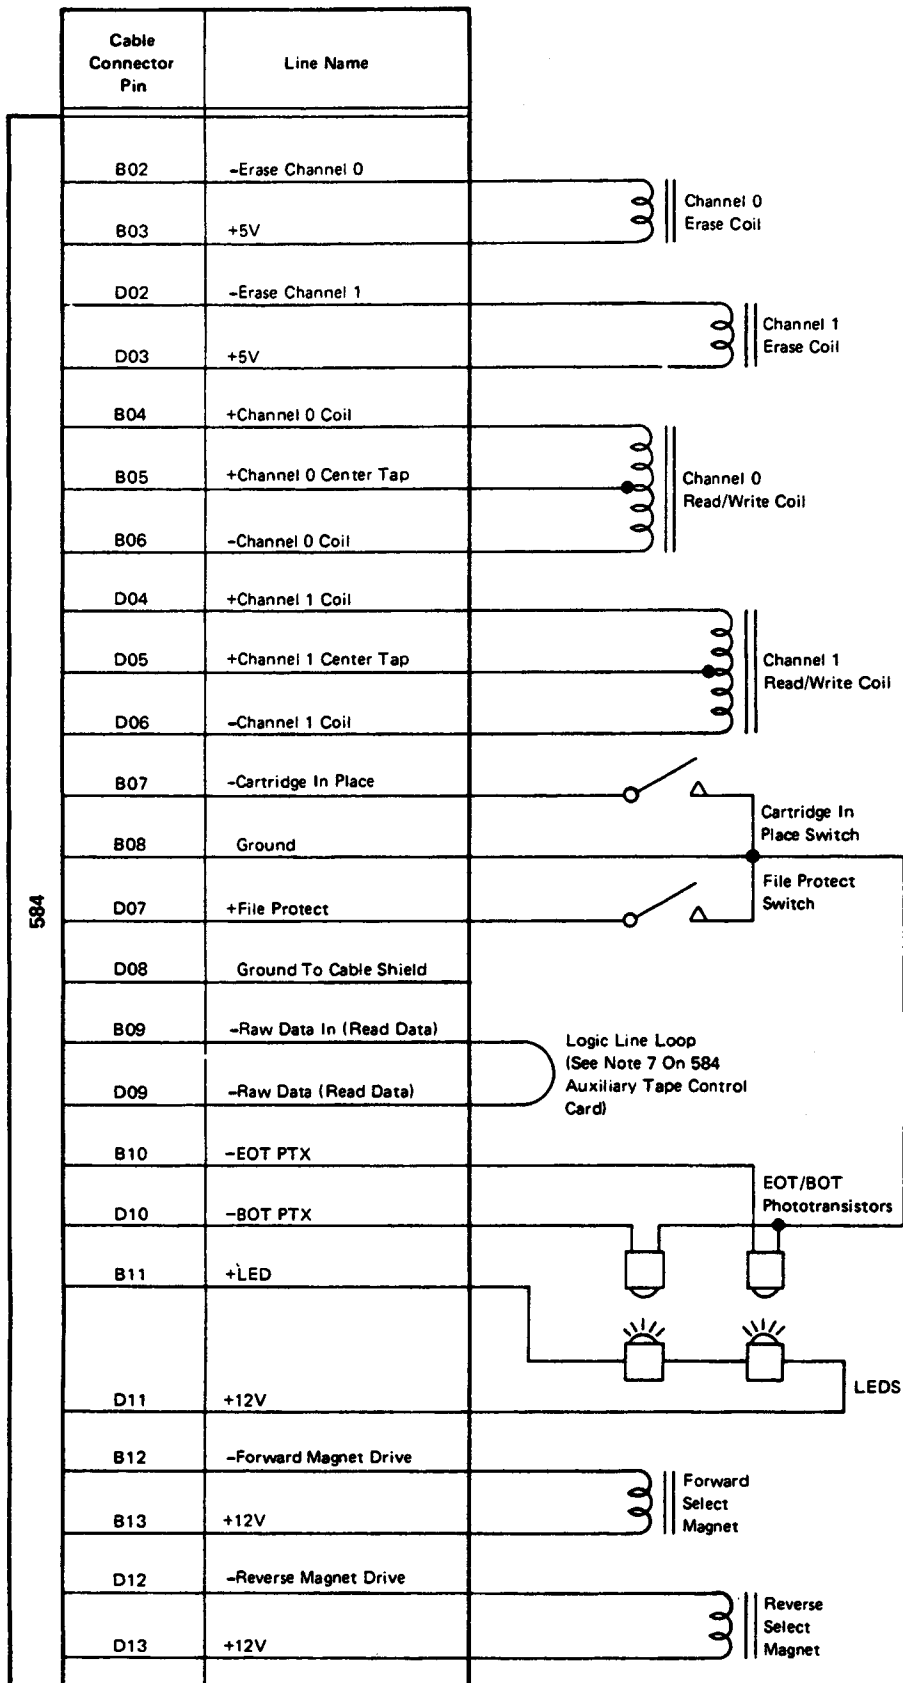 Cable
Connector
Pin
Line Name
584
B02 -Erase Channel 0
B03 +5V
Channel 0
Erase Coil
D02 -Erase Channel 1
D03 +5V
Channel 1
Erase Coil
B04 +Channel 0 Coil
B05 +Channel 0 Center Tap
B06 -Channel 0 Coil
Channel 0
Read/Write Coil
D04 +Channel 1 Coil
D05 +Channel 1 Center Tap
D06 -Channel 1 Coil
Channel 1
Read/Write Coil
B07 -Cartridge In Place
B08 Ground
Cartridge In
Place Switch
D07 +File Protect
File Protect
Switch
D08 Ground To Cable Shield
B09 -Raw Data In (Read Data)
D09 -Raw Data (Read Data)
Logic Line Loop
(See Note 7 On 584
Auxiliary Tape Control
Card)
B10 -EOT PTX
D10 -BOT PTX
EOT/BOT
Phototransistors
B11 +LED
D11 +12V
LEDS
B12 -Forward Magnet Drive
B13 +12V
Forward
Select
Magnet
D12 -Reverse Magnet Drive
D13 +12V
Reverse
Select
Magnet